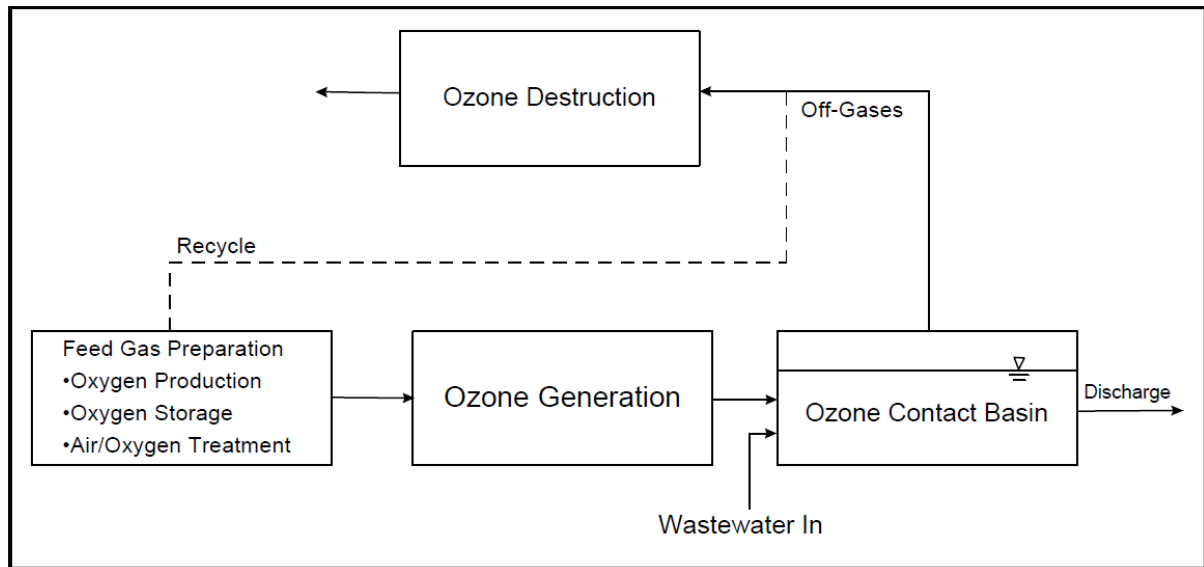 Ozone Destruction
Off-Gases
Recycle
Feed Gas Preparation
•Oxygen Production
•Oxygen Storage
•Air/Oxygen Treatment
Ozone Generation
Ozone Contact Basin
Discharge
Wastewater In